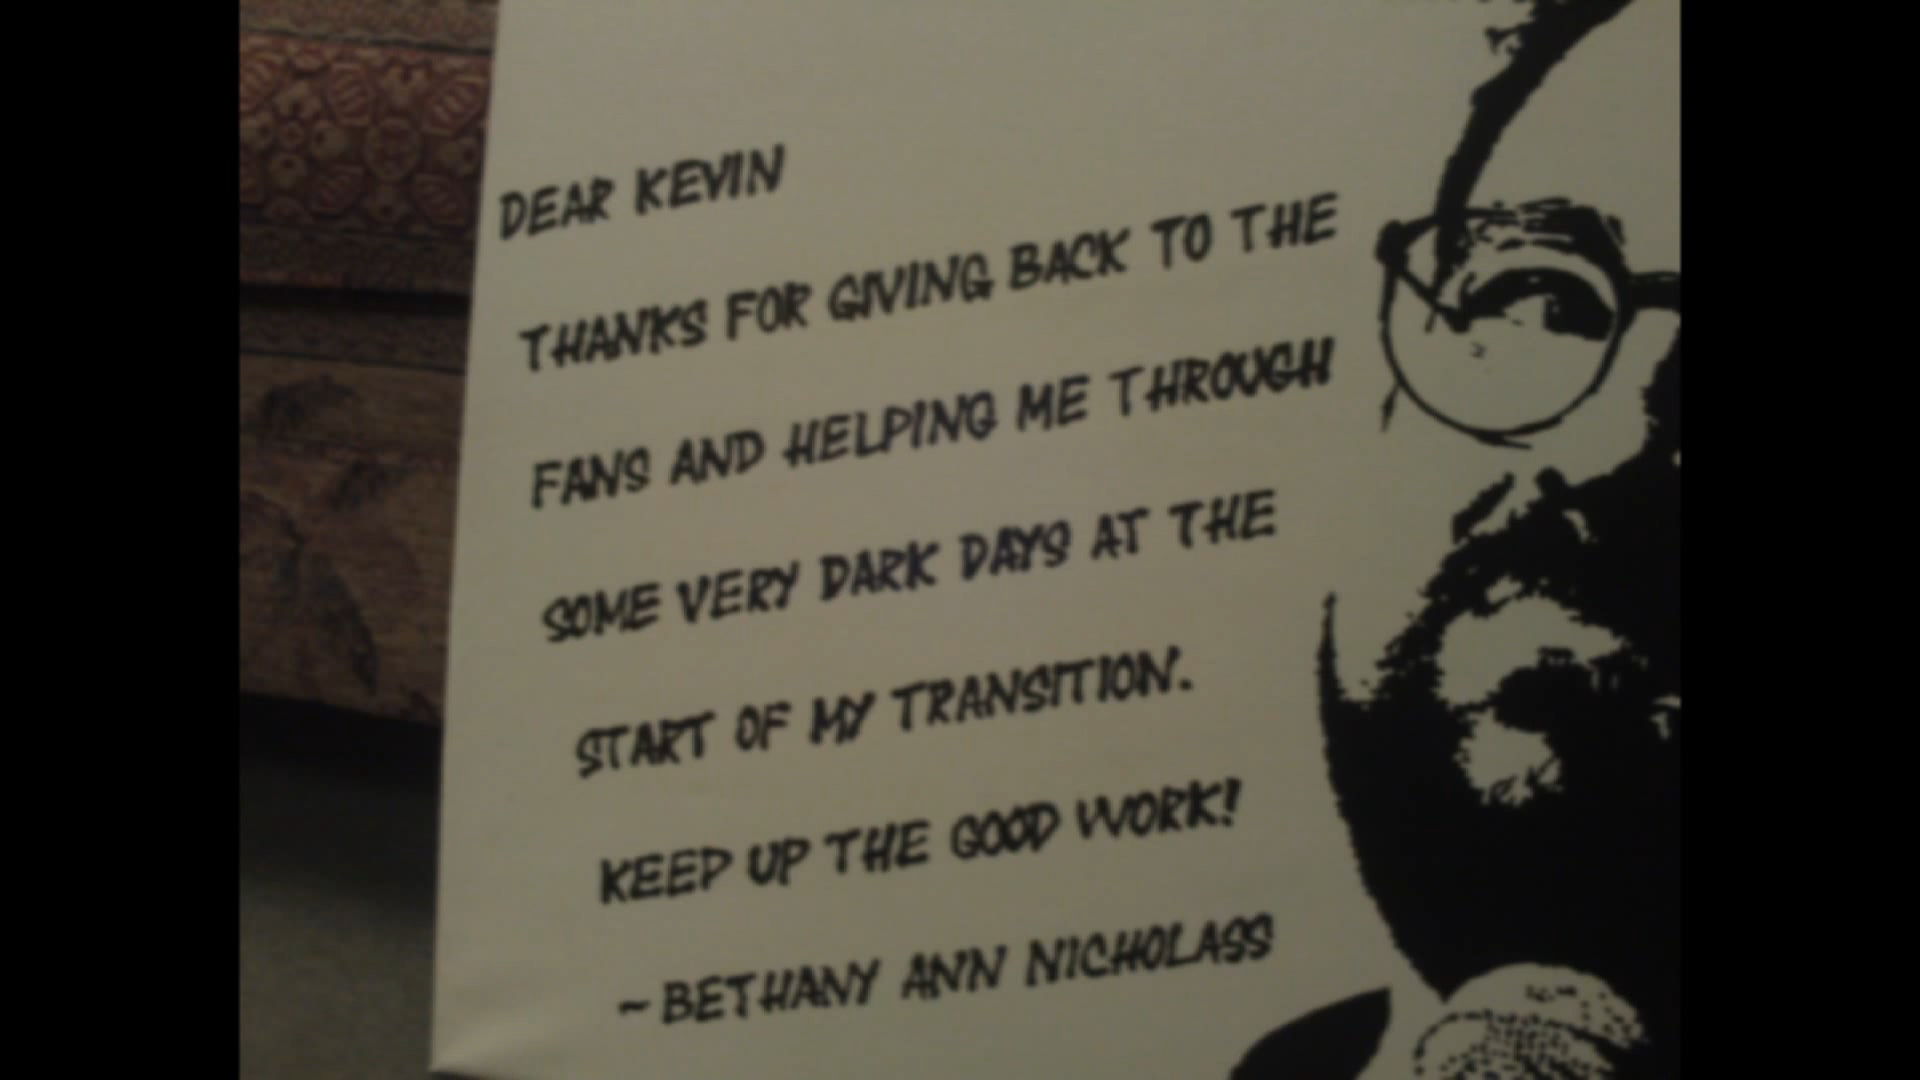 DEAR KEVIN
THANKS FOR GIVING BACK TO THE
FANS AND HELPING ME THROUGH
SOME VERY DARK DAYS AT THE
START OF MY TRANSITION.
KEEP UP THE GOOD WORK!
~BETHANY ANN NICHOLASS